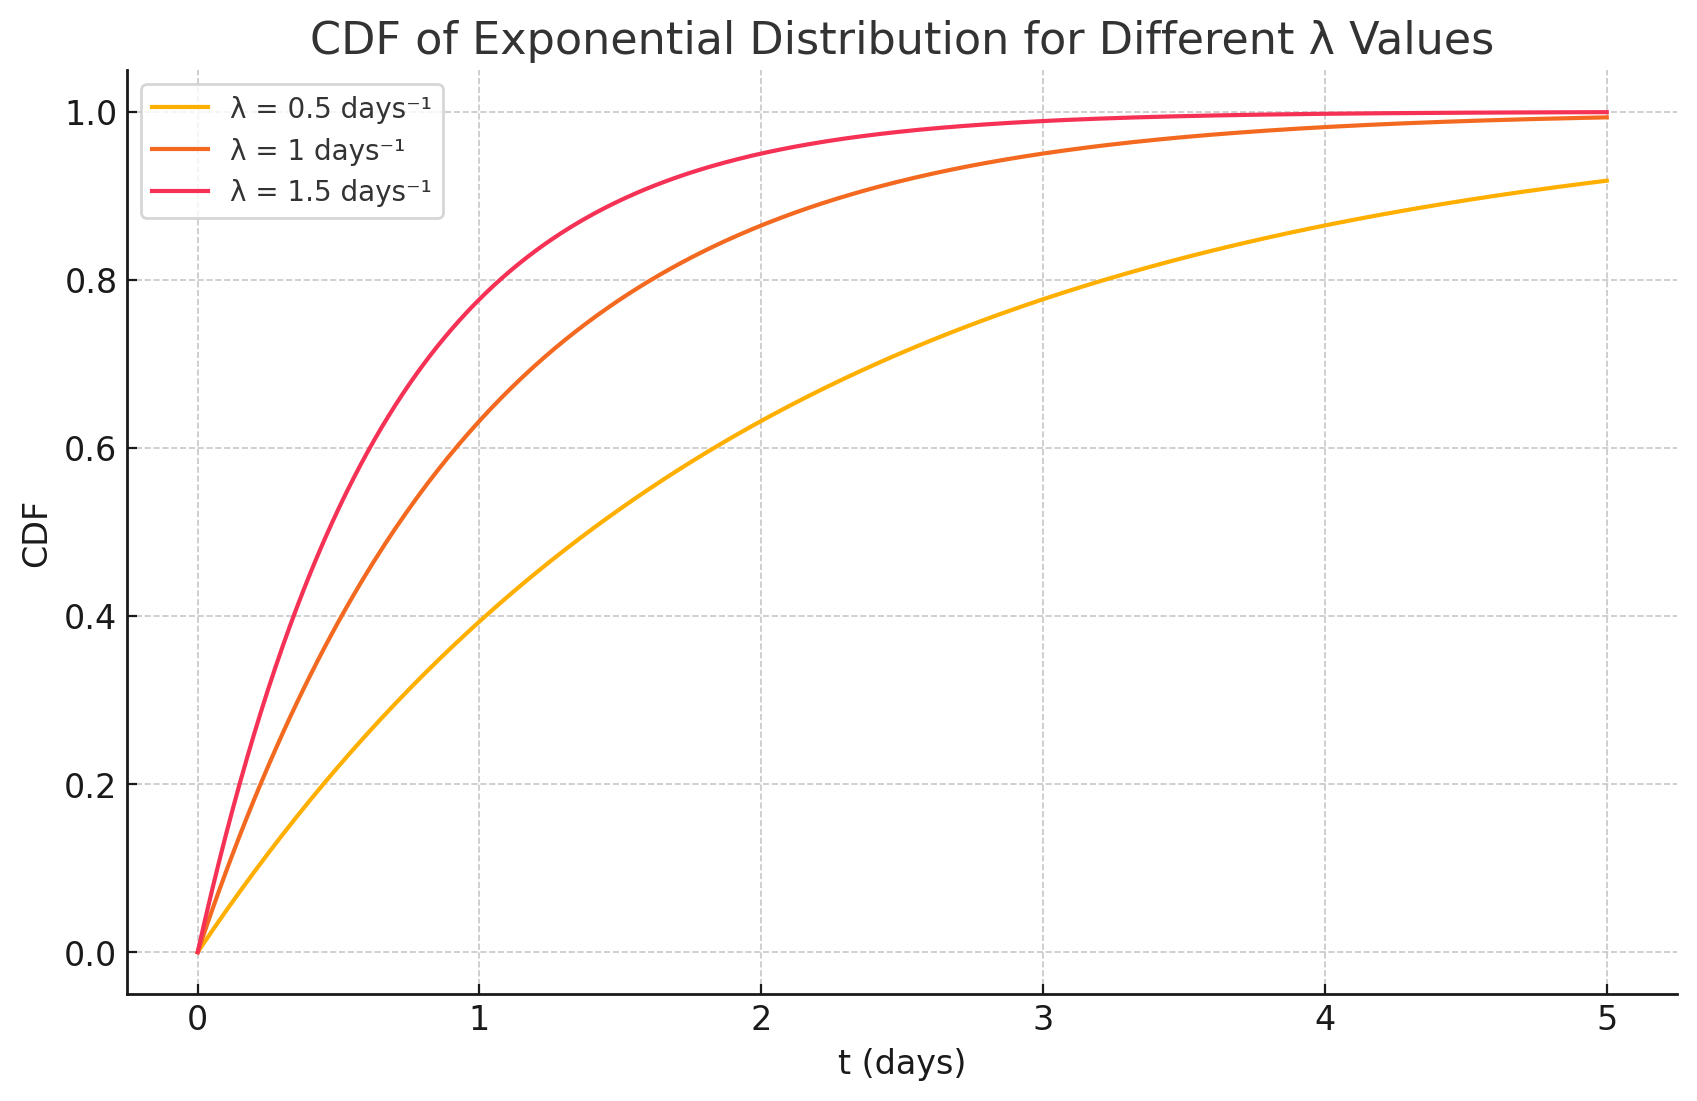 CDF of Exponential Distribution for Different λ Values
λ = 0.5 days⁻¹
λ = 1 days⁻¹
λ = 1.5 days⁻¹
1.0
0.8
0.6
0.4
0.2
0.0
CDF
0 1 2 3 4 5
t (days)